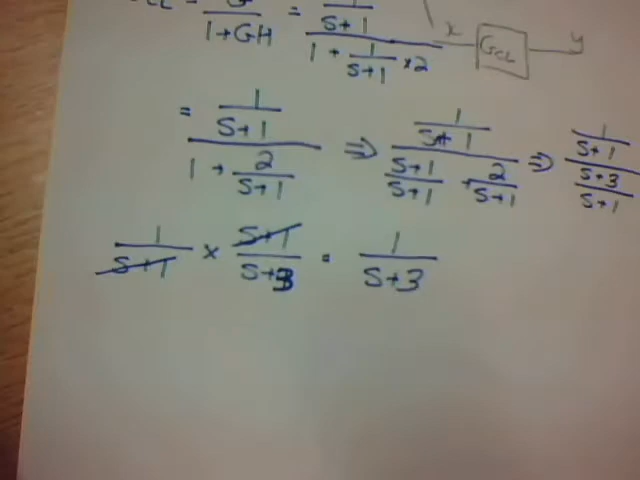 = G / 1+GH = 1/S+1 / 1 + 1/S+1 ×2 x GCL y
= 1/S+1 / 1 + 2/S+1 ⇒ 1/S+1 / S+1/S+1 + 2/S+1 ⇒ 1/S+1 / S+3/S+1
1/S+1 × S+1/S+3 = 1/S+3